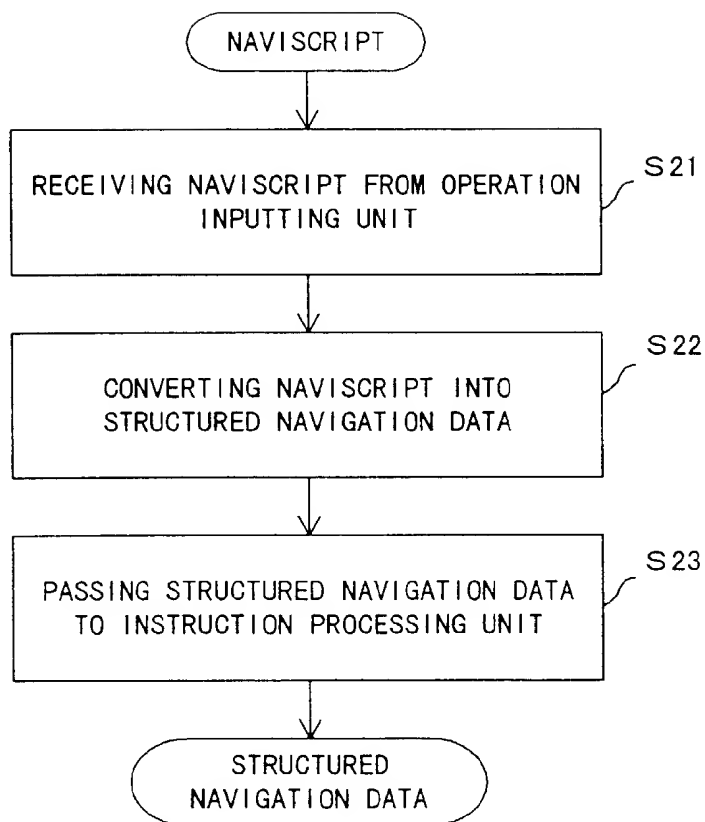 NAVISCRIPT
RECEIVING NAVISCRIPT FROM OPERATION
INPUTTING UNIT
S21
CONVERTING NAVISCRIPT INTO
STRUCTURED NAVIGATION DATA
S22
PASSING STRUCTURED NAVIGATION DATA
TO INSTRUCTION PROCESSING UNIT
S23
STRUCTURED
NAVIGATION DATA